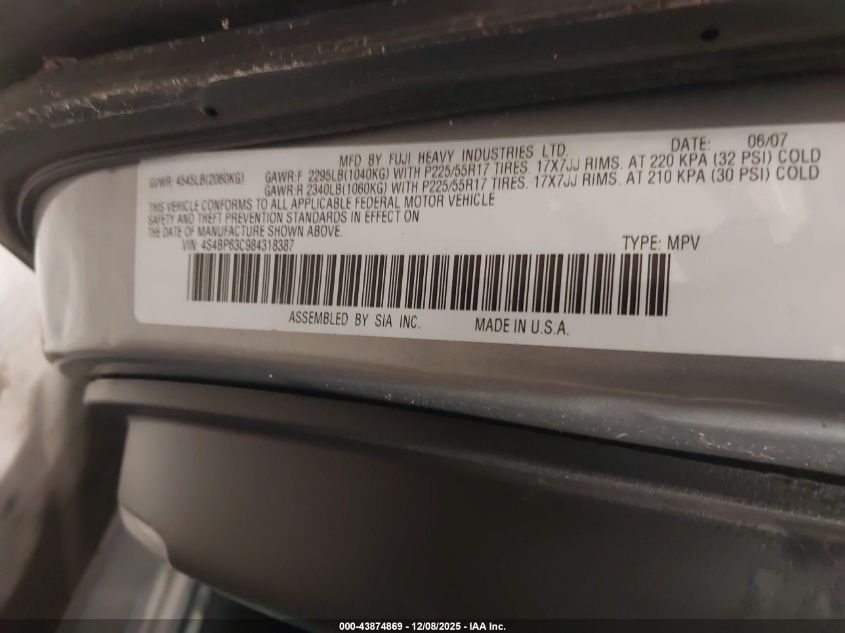 MFD BY FUJI HEAVY INDUSTRIES LTD. DATE: 06/07
GVWR: 4545LB(2060KG) GAWR:F 2295LB(1040KG) WITH P225/55R17 TIRES. 17X7JJ RIMS. AT 220 KPA (32 PSI) COLD
GAWR:R 2340LB(1060KG) WITH P225/55R17 TIRES. 17X7JJ RIMS. AT 210 KPA (30 PSI) COLD
THIS VEHICLE CONFORMS TO ALL APPLICABLE FEDERAL MOTOR VEHICLE
SAFETY AND THEFT PREVENTION STANDARDS IN EFFECT ON
THE DATE OF MANUFACTURE SHOWN ABOVE.
VIN: 4S4BP63C984318387 TYPE: MPV
ASSEMBLED BY SIA INC. MADE IN U.S.A.
000-43874869 - 12/08/2025 - IAA Inc.